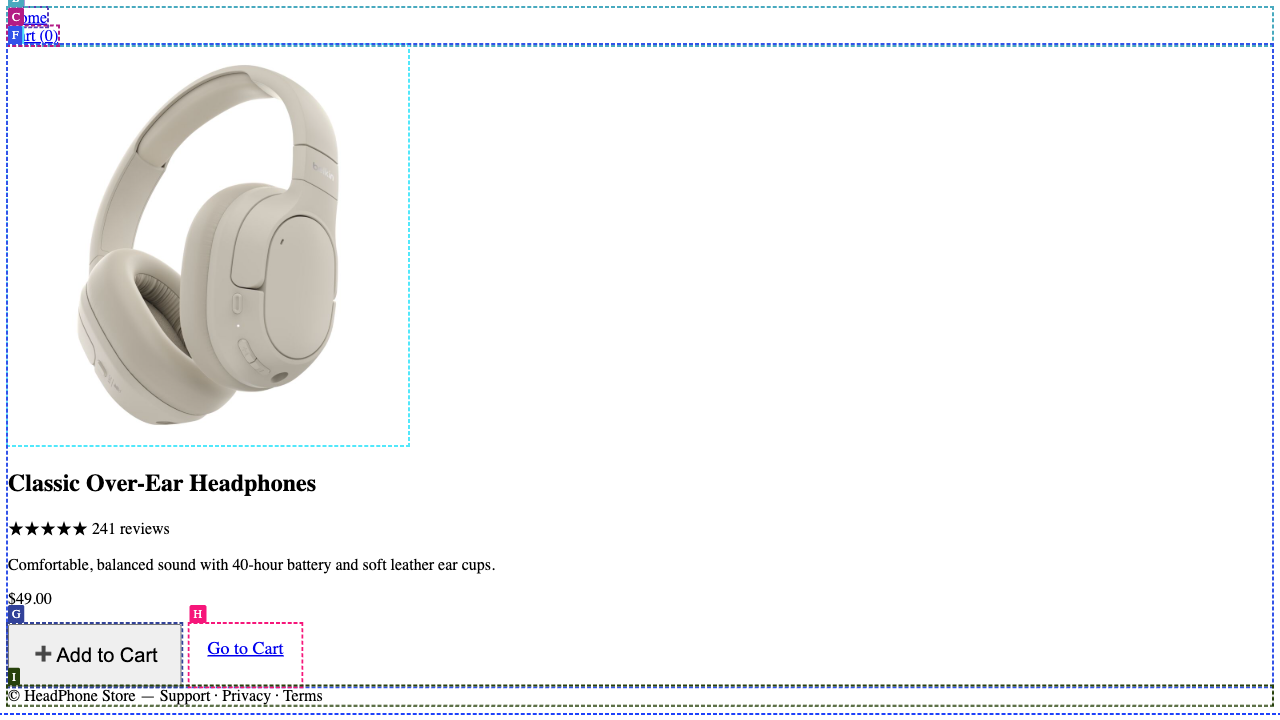 C
ome
F
rt (0)
Classic Over-Ear Headphones
★★★★★ 241 reviews
Comfortable, balanced sound with 40-hour battery and soft leather ear cups.
$49.00
G
H
➕ Add to Cart
Go to Cart
I
© HeadPhone Store — Support · Privacy · Terms